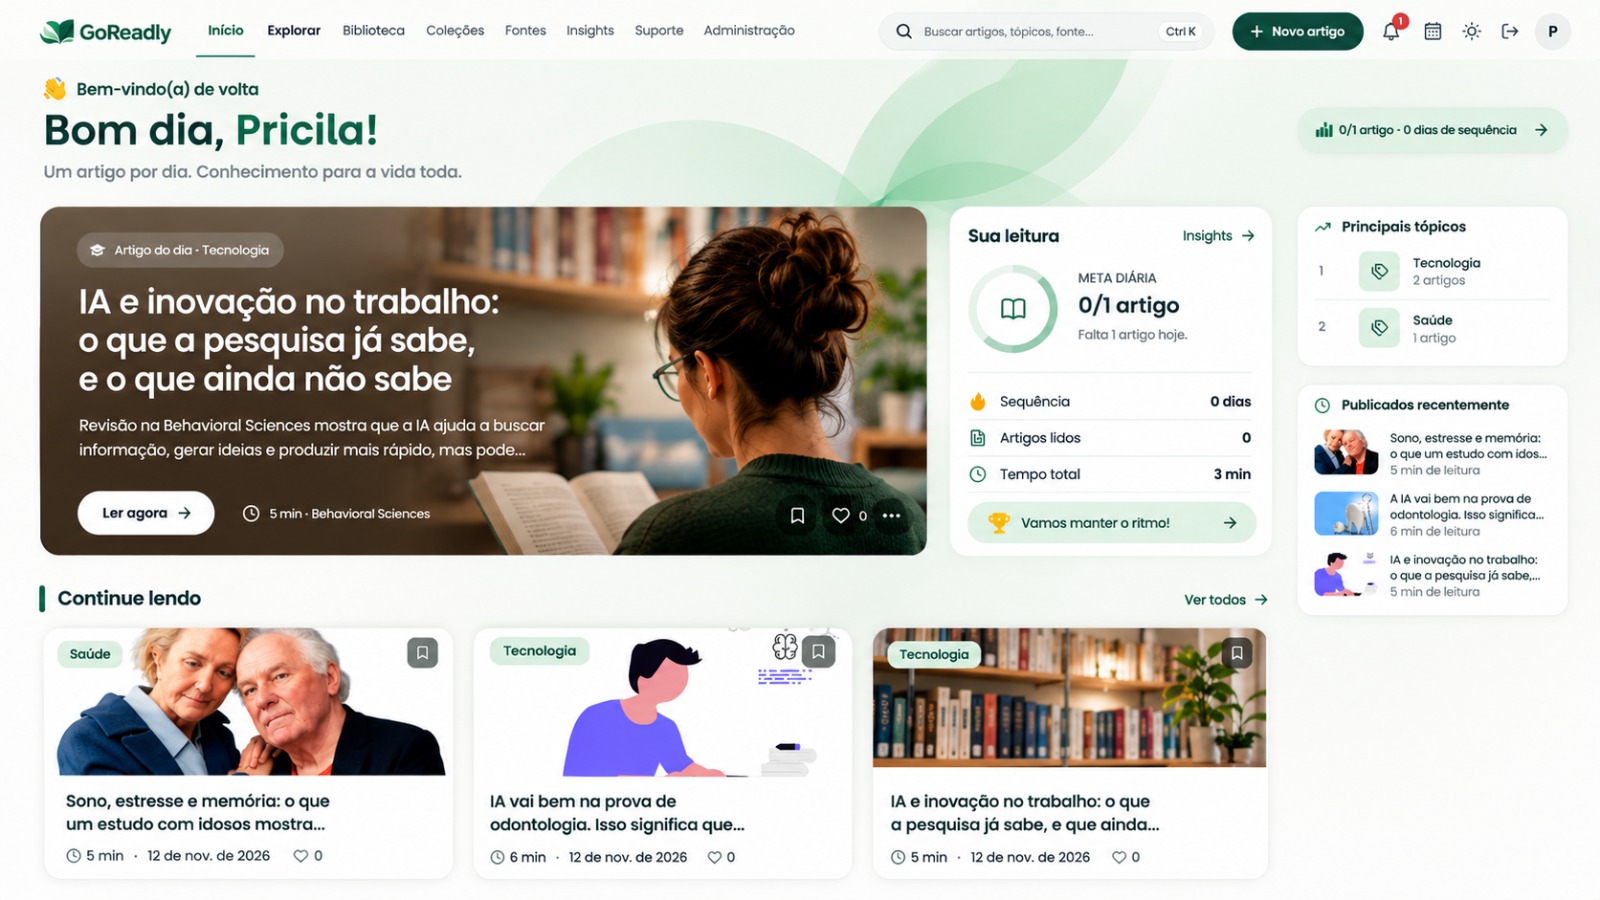 GoReadly
Início
Explorar
Biblioteca
Coleções
Fontes
Insights
Suporte
Administração
Buscar artigos, tópicos, fonte...
Ctrl K
+ Novo artigo
1
P
Bem-vindo(a) de volta
Bom dia, Pricila!
Um artigo por dia. Conhecimento para a vida toda.
0/1 artigo · 0 dias de sequência
Artigo do dia · Tecnologia
IA e inovação no trabalho:
o que a pesquisa já sabe,
e o que ainda não sabe
Revisão na Behavioral Sciences mostra que a IA ajuda a buscar
informação, gerar ideias e produzir mais rápido, mas pode...
Ler agora
5 min · Behavioral Sciences
0
Sua leitura
Insights
META DIÁRIA
0/1 artigo
Falta 1 artigo hoje.
Sequência 0 dias
Artigos lidos 0
Tempo total 3 min
Vamos manter o ritmo!
Principais tópicos
1
Tecnologia
2 artigos
2
Saúde
1 artigo
Publicados recentemente
Sono, estresse e memória:
o que um estudo com idos...
5 min de leitura
A IA vai bem na prova de
odontologia. Isso significa...
6 min de leitura
IA e inovação no trabalho:
o que a pesquisa já sabe,...
5 min de leitura
Continue lendo
Ver todos
Saúde
Sono, estresse e memória: o que
um estudo com idosos mostra...
5 min · 12 de nov. de 2026 0
Tecnologia
IA vai bem na prova de
odontologia. Isso significa que...
6 min · 12 de nov. de 2026 0
Tecnologia
IA e inovação no trabalho: o que
a pesquisa já sabe, e que ainda...
5 min · 12 de nov. de 2026 0